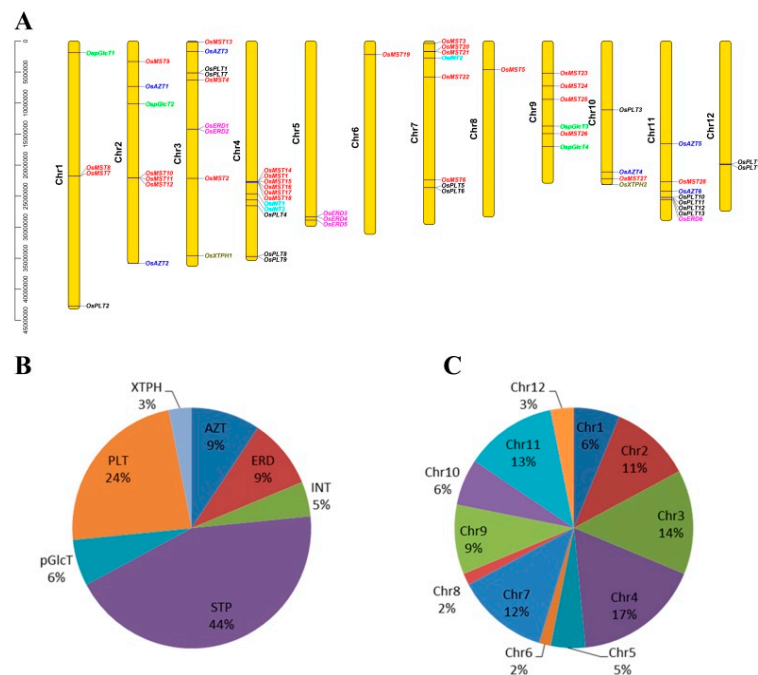 A
0
5000000
10000000
15000000
20000000
25000000
30000000
35000000
40000000
45000000
Chr1
OspGlcT1
OsMST8
OsMST7
OsPLT2
Chr2
OsMST9
OsAZT1
OspGlcT2
OsMST10
OsMST11
OsMST12
OsAZT2
Chr3
OsMST13
OsAZT3
OsPLT1
OsPLT7
OsMST4
OsERD1
OsERD2
OsMST2
OsXTPH1
Chr4
OsMST14
OsMST1
OsMST15
OsMST16
OsMST17
OsMST18
OsINT1
OsPLT4
OsPLT8
OsPLT9
Chr5
OsERD3
OsERD4
OsERD5
Chr6
OsMST19
Chr7
OsMST3
OsMST20
OsMST21
OsINT2
OsMST22
OsMST6
OsPLT5
OsPLT6
Chr8
OsMST5
Chr9
OsMST23
OsMST24
OsMST25
OspGlcT3
OsMST26
OspGlcT4
Chr10
OsPLT3
OsAZT4
OsMST27
OsXTPH2
Chr11
OsAZT5
OsMST28
OsAZT6
OsPLT10
OsPLT11
OsPLT12
OsPLT13
OsERD6
Chr12
OsPLT
OsPLT
B
XTPH
3%
AZT
9%
ERD
9%
INT
5%
STP
44%
pGlcT
6%
PLT
24%
C
Chr12
3%
Chr1
6%
Chr2
11%
Chr3
14%
Chr4
17%
Chr5
5%
Chr6
2%
Chr7
12%
Chr8
2%
Chr9
9%
Chr10
6%
Chr11
13%